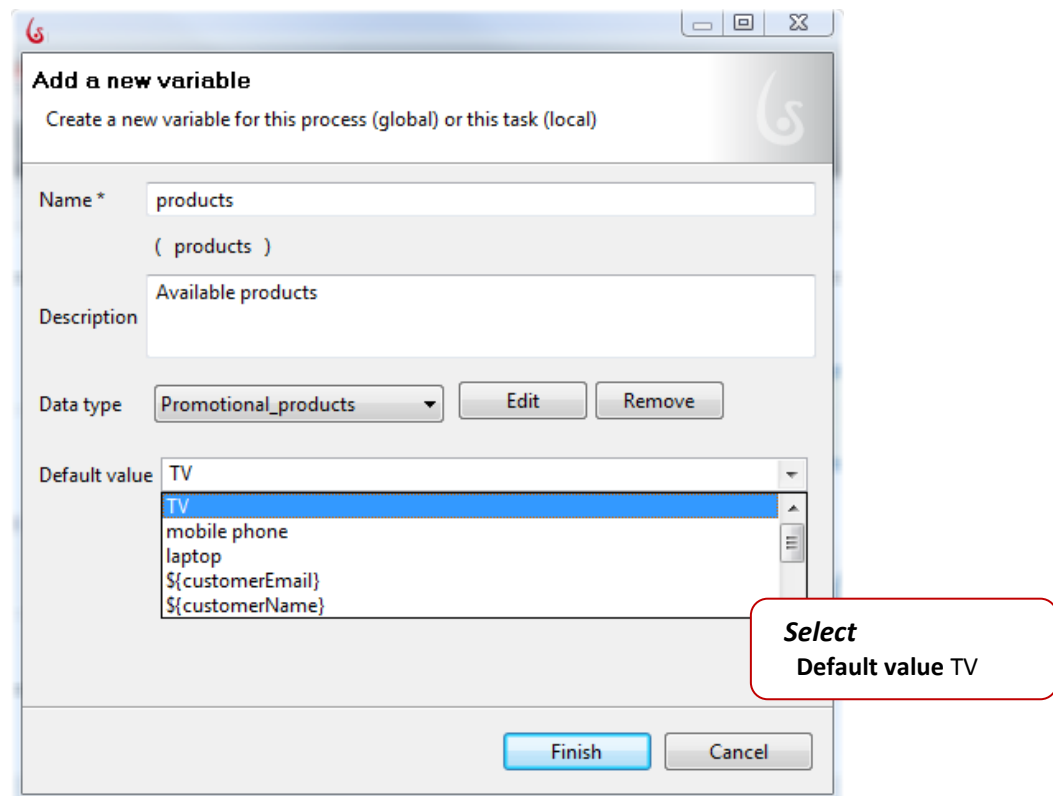 Add a new variable
Create a new variable for this process (global) or this task (local)
Name * products
( products )
Description Available products
Data type Promotional_products Edit Remove
Default value TV
TV
mobile phone
laptop
${customerEmail}
${customerName}
Select
Default value TV
Finish Cancel